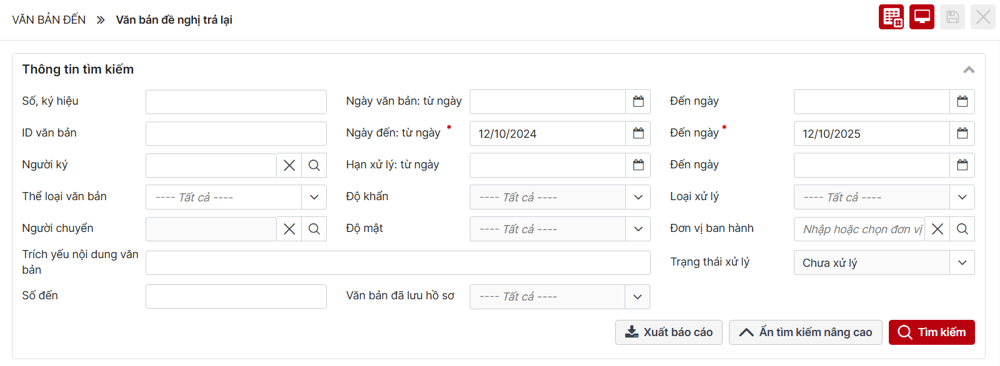 VĂN BẢN ĐẾN » Văn bản đề nghị trả lại
Thông tin tìm kiếm
Số, ký hiệu Ngày văn bản: từ ngày Đến ngày
ID văn bản Ngày đến: từ ngày * 12/10/2024 Đến ngày * 12/10/2025
Người ký Hạn xử lý: từ ngày Đến ngày
Thể loại văn bản ---- Tất cả ---- Độ khẩn ---- Tất cả ---- Loại xử lý ---- Tất cả ----
Người chuyển Độ mật ---- Tất cả ---- Đơn vị ban hành Nhập hoặc chọn đơn vị
Trích yếu nội dung văn
bản Trạng thái xử lý Chưa xử lý
Số đến Văn bản đã lưu hồ sơ ---- Tất cả ----
Xuất báo cáo Ẩn tìm kiếm nâng cao Tìm kiếm